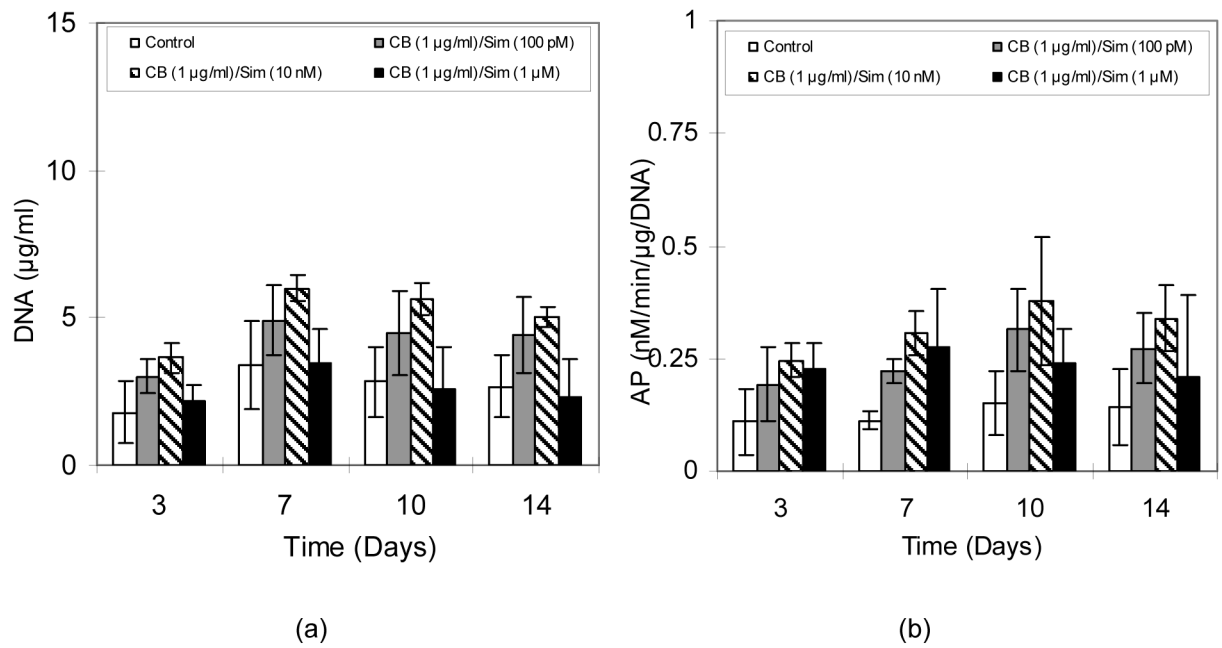 15
10
5
0
DNA (µg/ml)
Control
CB (1 µg/ml)/Sim (100 pM)
CB (1 µg/ml)/Sim (10 nM)
CB (1 µg/ml)/Sim (1 µM)
3 7 10 14
Time (Days)
(a)
1
0.75
0.5
0.25
0
AP (nM/min/µg/DNA)
Control
CB (1 µg/ml)/Sim (100 pM)
CB (1 µg/ml)/Sim (10 nM)
CB (1 µg/ml)/Sim (1 µM)
3 7 10 14
Time (Days)
(b)